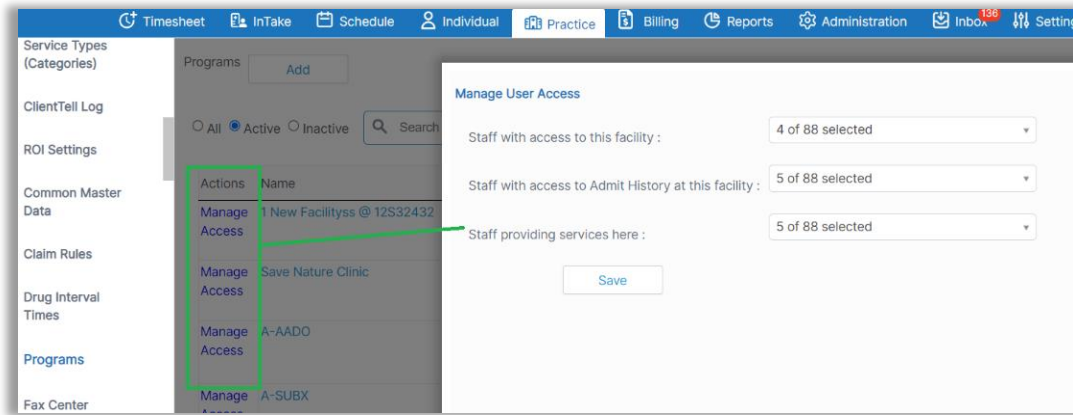 Timesheet InTake Schedule Individual Practice Billing Reports Administration Inbox 136 Setting
Service Types
(Categories)
ClientTell Log
ROI Settings
Common Master
Data
Claim Rules
Drug Interval
Times
Programs
Fax Center
Programs Add
All Active Inactive Search
Actions Name
Manage 1 New Facilityss @ 12S32432
Access
Manage Save Nature Clinic
Access
Manage A-AADO
Access
Manage A-SUBX
Manage User Access
Staff with access to this facility : 4 of 88 selected
Staff with access to Admit History at this facility : 5 of 88 selected
Staff providing services here : 5 of 88 selected
Save